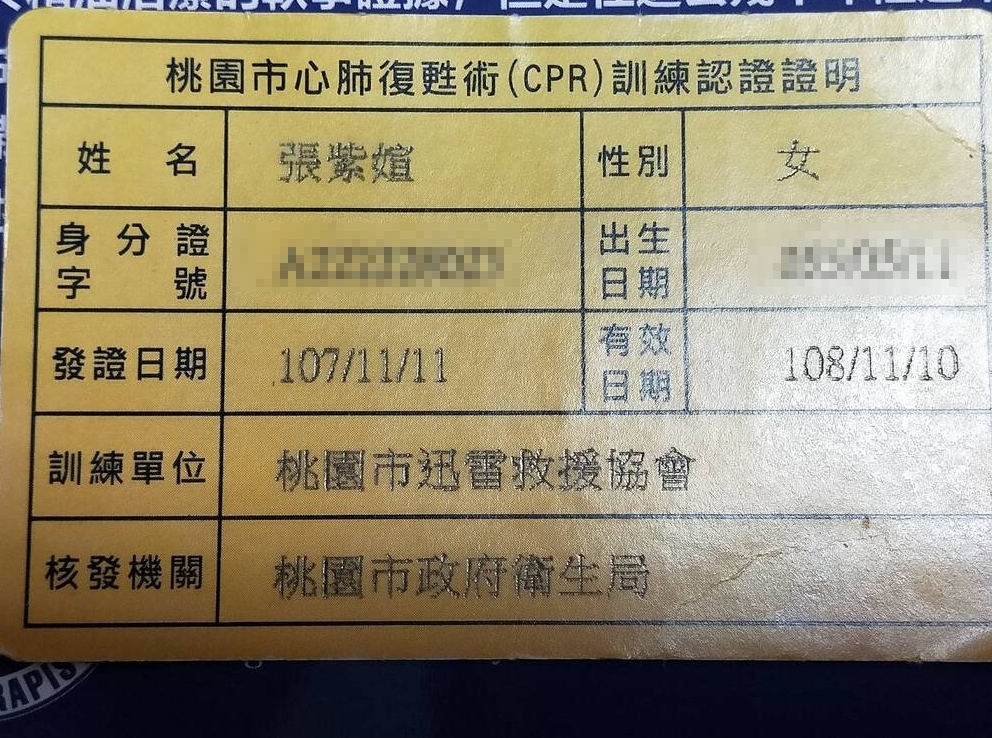 桃園市心肺復甦術(CPR)訓練認證證明
姓名 張紫媗 性別 女
身分證字號 出生日期
發證日期 107/11/11 有效日期 108/11/10
訓練單位 桃園市迅雷救援協會
核發機關 桃園市政府衛生局
RAPIS